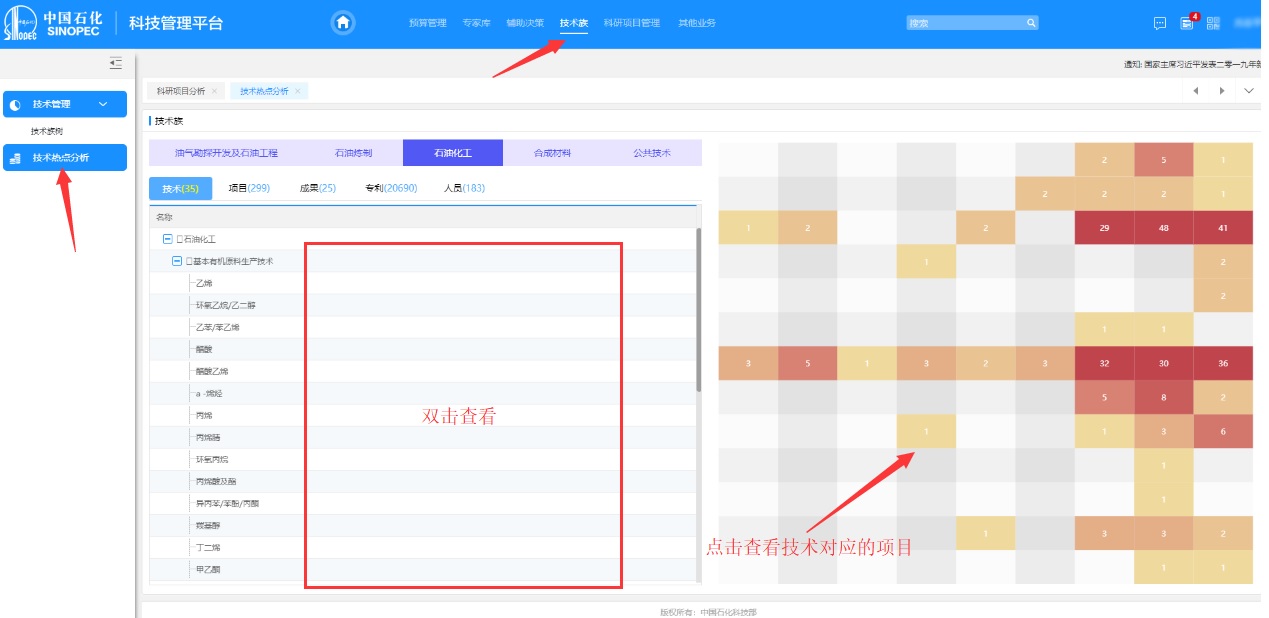 中国石化
SINOPEC
科技管理平台
预算管理 专家库 辅助决策 技术族 科研项目管理 其他业务
搜索
4
通知: 国家主席习近平发表二零一九年新
技术管理
技术族树
技术热点分析
科研项目分析 × 技术热点分析 ×
技术族
油气勘探开发及石油工程 石油炼制 石油化工 合成材料 公共技术
技术(35) 项目(299) 成果(25) 专利(20690) 人员(183)
名称
石油化工
基本有机原料生产技术
乙烯
环氧乙烷/乙二醇
乙苯/苯乙烯
醋酸
醋酸乙烯
a -烯烃
丙烯
丙烯腈
环氧丙烷
丙烯酸及酯
异丙苯/苯酚/丙酮
羰基醇
丁二烯
甲乙酮
双击查看
2 5 1
2 2 2 1
1 2 2 29 48 41
1 2
2
1 1
3 5 1 3 2 3 32 30 36
5 8 2
1 1 3 6
1
1
1 3 3 2
1 1
点击查看技术对应的项目
版权所有: 中国石化科技部